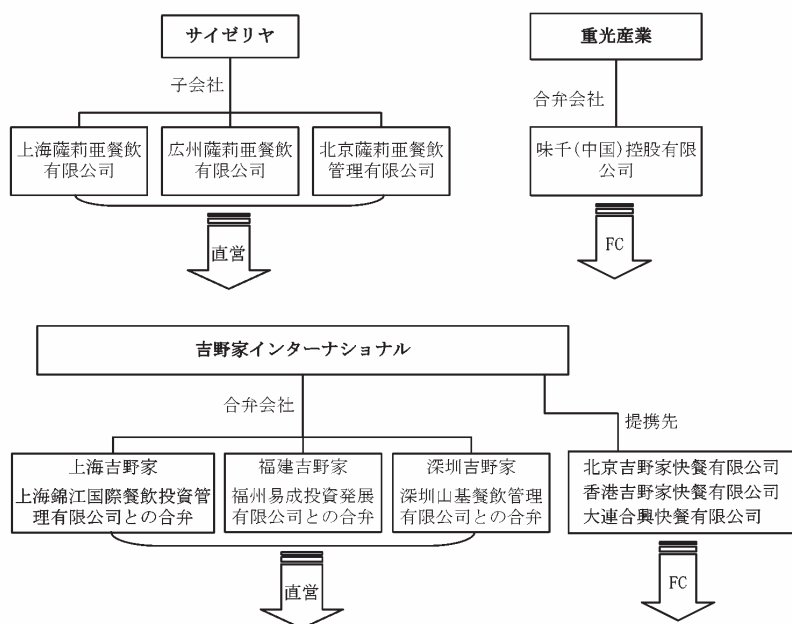 サイゼリヤ
子会社
上海薩莉亜餐飲
有限公司
広州薩莉亜餐飲
有限公司
北京薩莉亜餐飲
管理有限公司
直営
重光産業
合弁会社
味千(中国)控股有限
公司
FC
吉野家インターナショナル
合弁会社
提携先
上海吉野家
上海錦江国際餐飲投資管
理有限公司との合弁
福建吉野家
福州易成投資発展
有限公司との合弁
深圳吉野家
深圳山基餐飲管理
有限公司との合弁
北京吉野家快餐有限公司
香港吉野家快餐有限公司
大連合興快餐有限公司
直営
FC